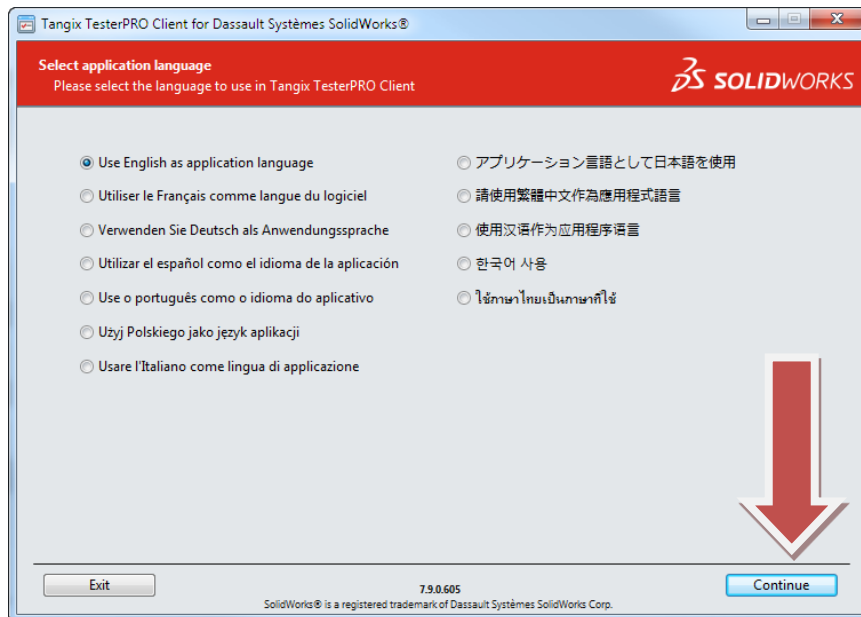 Tangix TesterPRO Client for Dassault Systèmes SolidWorks®
Select application language
Please select the language to use in Tangix TesterPRO Client
SOLIDWORKS
Use English as application language
Utiliser le Français comme langue du logiciel
Verwenden Sie Deutsch als Anwendungssprache
Utilizar el español como el idioma de la aplicación
Use o português como o idioma do aplicativo
Użyj Polskiego jako język aplikacji
Usare l'Italiano come lingua di applicazione
アプリケーション言語として日本語を使用
請使用繁體中文作為應用程式語言
使用汉语作为应用程序语言
한국어 사용
ใช้ภาษาไทยเป็นภาษาที่ใช้
Exit
7.9.0.605
Continue
SolidWorks® is a registered trademark of Dassault Systèmes SolidWorks Corp.